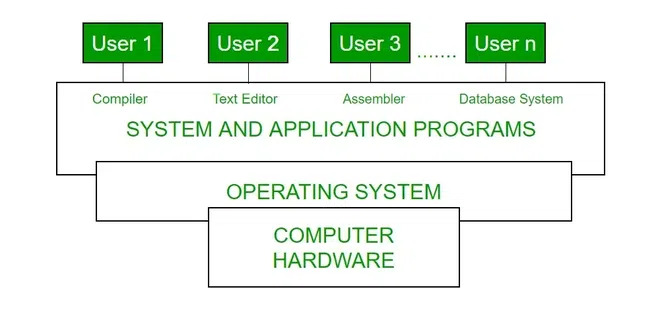 User 1 User 2 User 3 ....... User n
Compiler Text Editor Assembler Database System
SYSTEM AND APPLICATION PROGRAMS
OPERATING SYSTEM
COMPUTER
HARDWARE